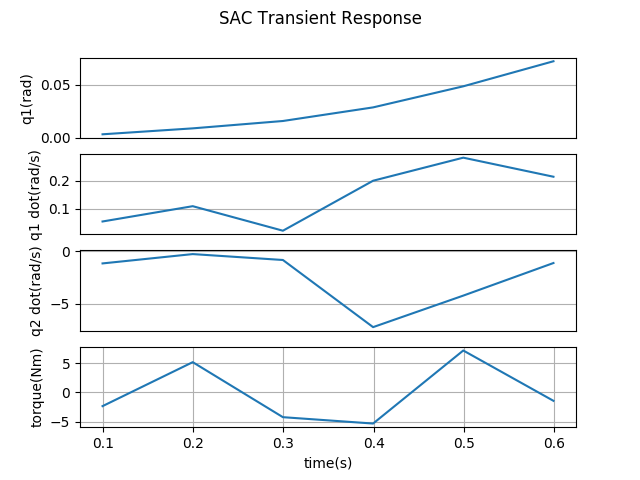 SAC Transient Response
q1(rad)
0.05
0.00
q1 dot(rad/s)
0.2
0.1
q2 dot(rad/s)
0
−5
torque(Nm)
5
0
−5
0.1 0.2 0.3 0.4 0.5 0.6
time(s)